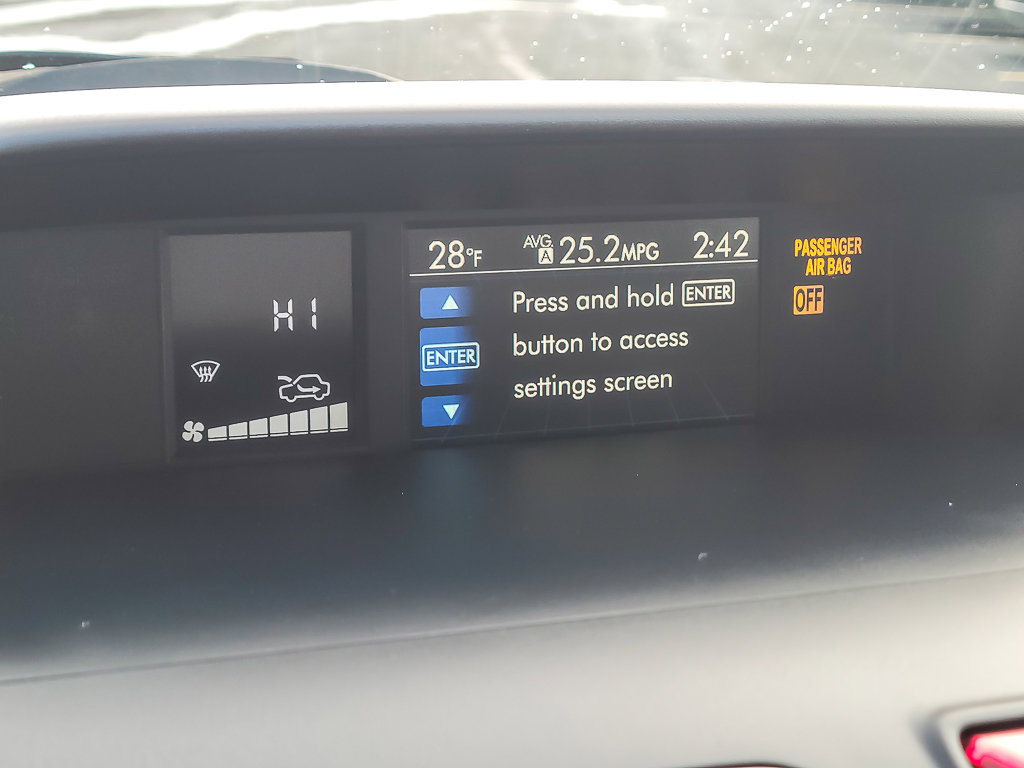 HI
28°F AVG. A 25.2MPG 2:42
Press and hold ENTER
button to access
settings screen
ENTER
PASSENGER
AIR BAG
OFF